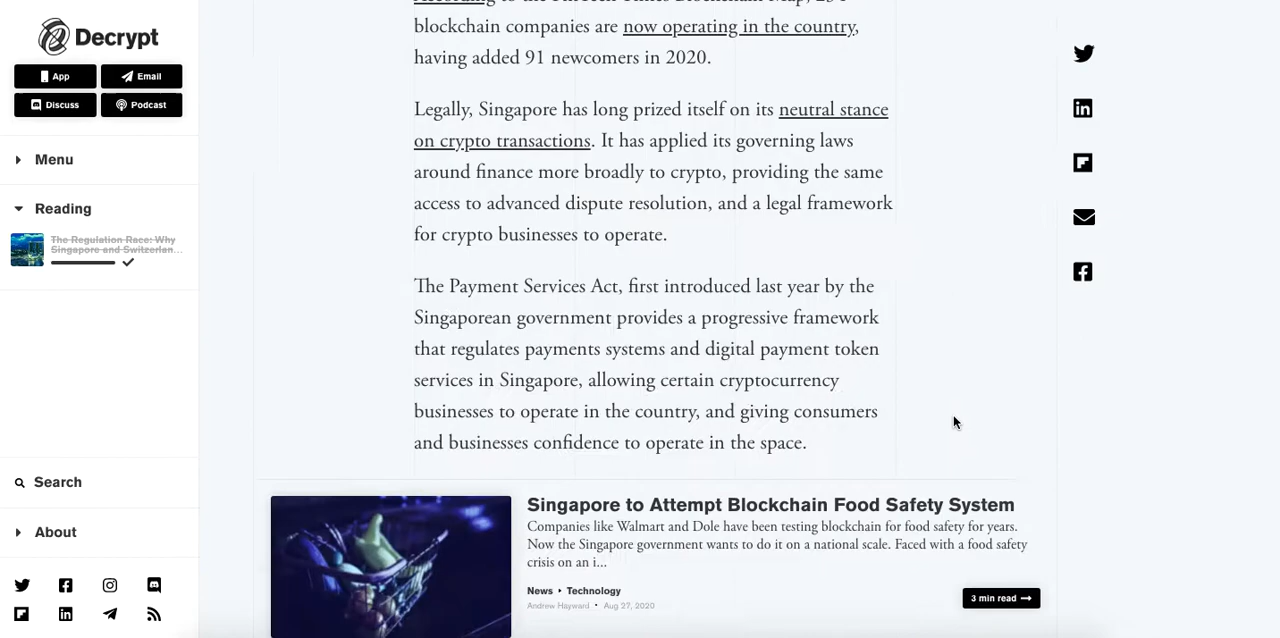 Decrypt
App
Email
Discuss
Podcast
Menu
Reading
The Regulation Race: Why
Singapore and Switzerlan...
Search
About
According to the FinTech Times Blockchain Map, 234
blockchain companies are now operating in the country,
having added 91 newcomers in 2020.
Legally, Singapore has long prized itself on its neutral stance
on crypto transactions. It has applied its governing laws
around finance more broadly to crypto, providing the same
access to advanced dispute resolution, and a legal framework
for crypto businesses to operate.
The Payment Services Act, first introduced last year by the
Singaporean government provides a progressive framework
that regulates payments systems and digital payment token
services in Singapore, allowing certain cryptocurrency
businesses to operate in the country, and giving consumers
and businesses confidence to operate in the space.
Singapore to Attempt Blockchain Food Safety System
Companies like Walmart and Dole have been testing blockchain for food safety for years.
Now the Singapore government wants to do it on a national scale. Faced with a food safety
crisis on an i...
News • Technology
Andrew Hayward • Aug 27, 2020
3 min read →